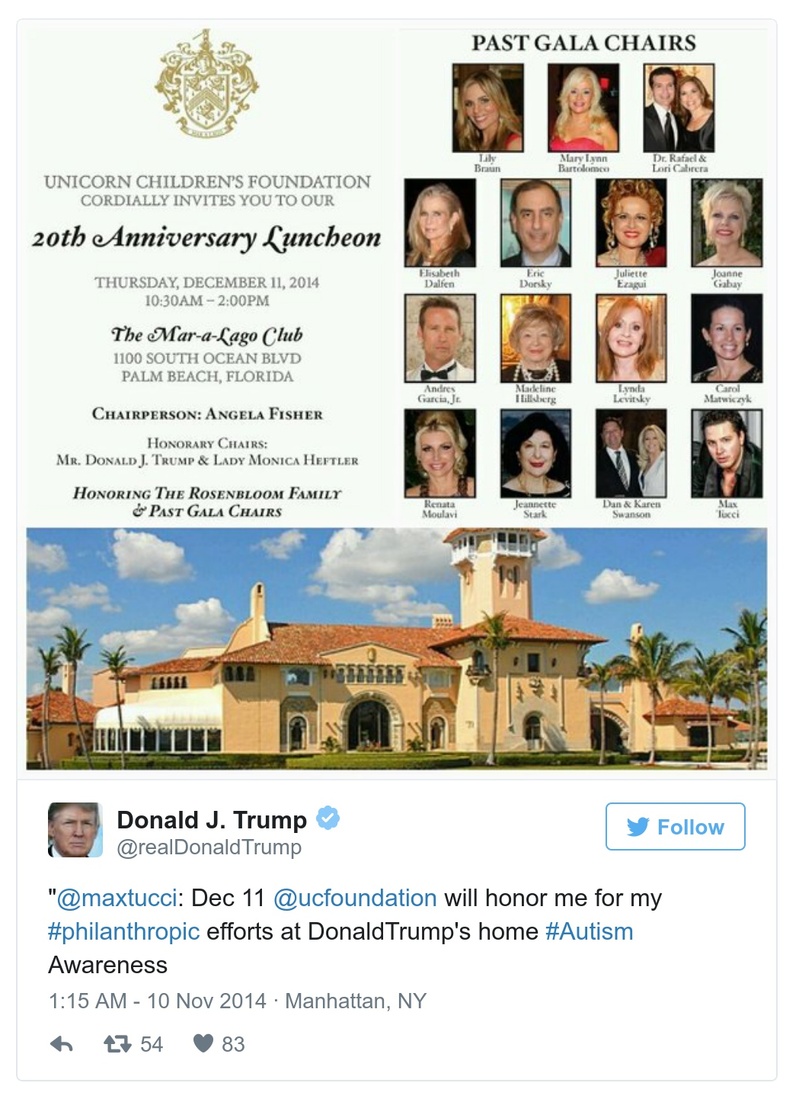 UNICORN CHILDREN'S FOUNDATION
CORDIALLY INVITES YOU TO OUR
20th Anniversary Luncheon
THURSDAY, DECEMBER 11, 2014
10:30AM – 2:00PM
The Mar-a-Lago Club
1100 SOUTH OCEAN BLVD
PALM BEACH, FLORIDA
CHAIRPERSON: ANGELA FISHER
HONORARY CHAIRS:
MR. DONALD J. TRUMP & LADY MONICA HEFTLER
HONORING THE ROSENBLOOM FAMILY
& PAST GALA CHAIRS
PAST GALA CHAIRS
Lily
Braun
Mary Lynn
Bartolomeo
Dr. Rafael &
Lori Cabrera
Elisabeth
Dalfen
Eric
Dorsky
Juliette
Ezagui
Joanne
Gabay
Andres
Garcia, Jr.
Madeline
Hillsberg
Lynda
Levitsky
Carol
Matwiczyk
Renata
Moulavi
Jeannette
Stark
Dan & Karen
Swanson
Max
Tucci
Donald J. Trump
@realDonaldTrump
Follow
"@maxtucci: Dec 11 @ucfoundation will honor me for my
#philanthropic efforts at DonaldTrump's home #Autism
Awareness
1:15 AM - 10 Nov 2014 · Manhattan, NY
54
83